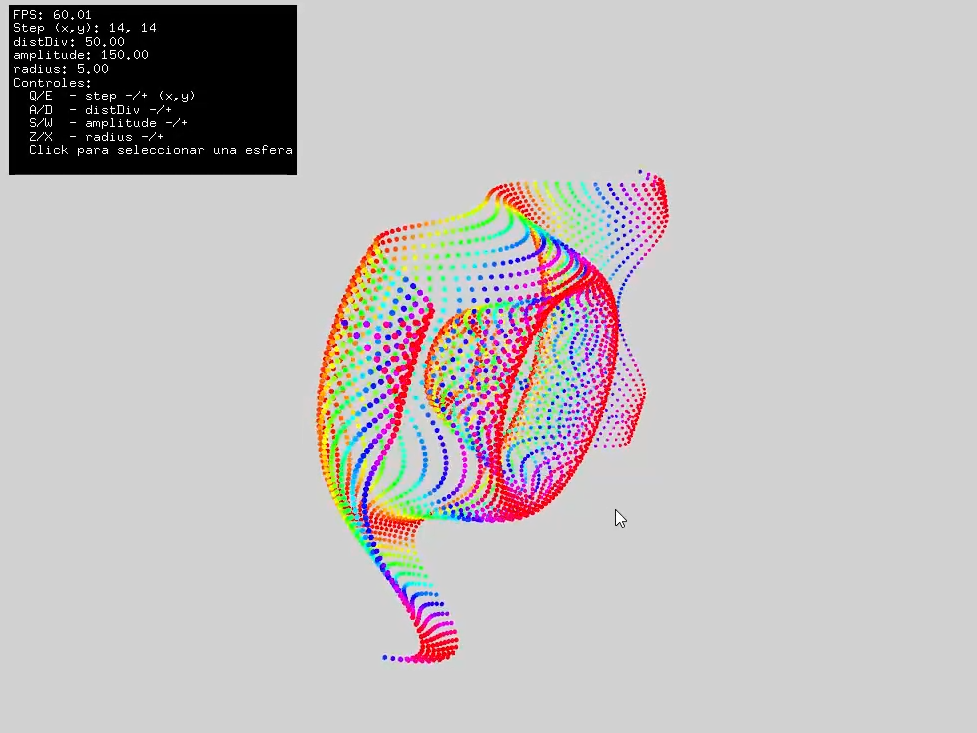 FPS: 60.01
Step (x,y): 14, 14
distDiv: 50.00
amplitude: 150.00
radius: 5.00
Controles:
  Q/E  - step -/+ (x,y)
  A/D  - distDiv -/+
  S/W  - amplitude -/+
  Z/X  - radius -/+
  Click para seleccionar una esfera